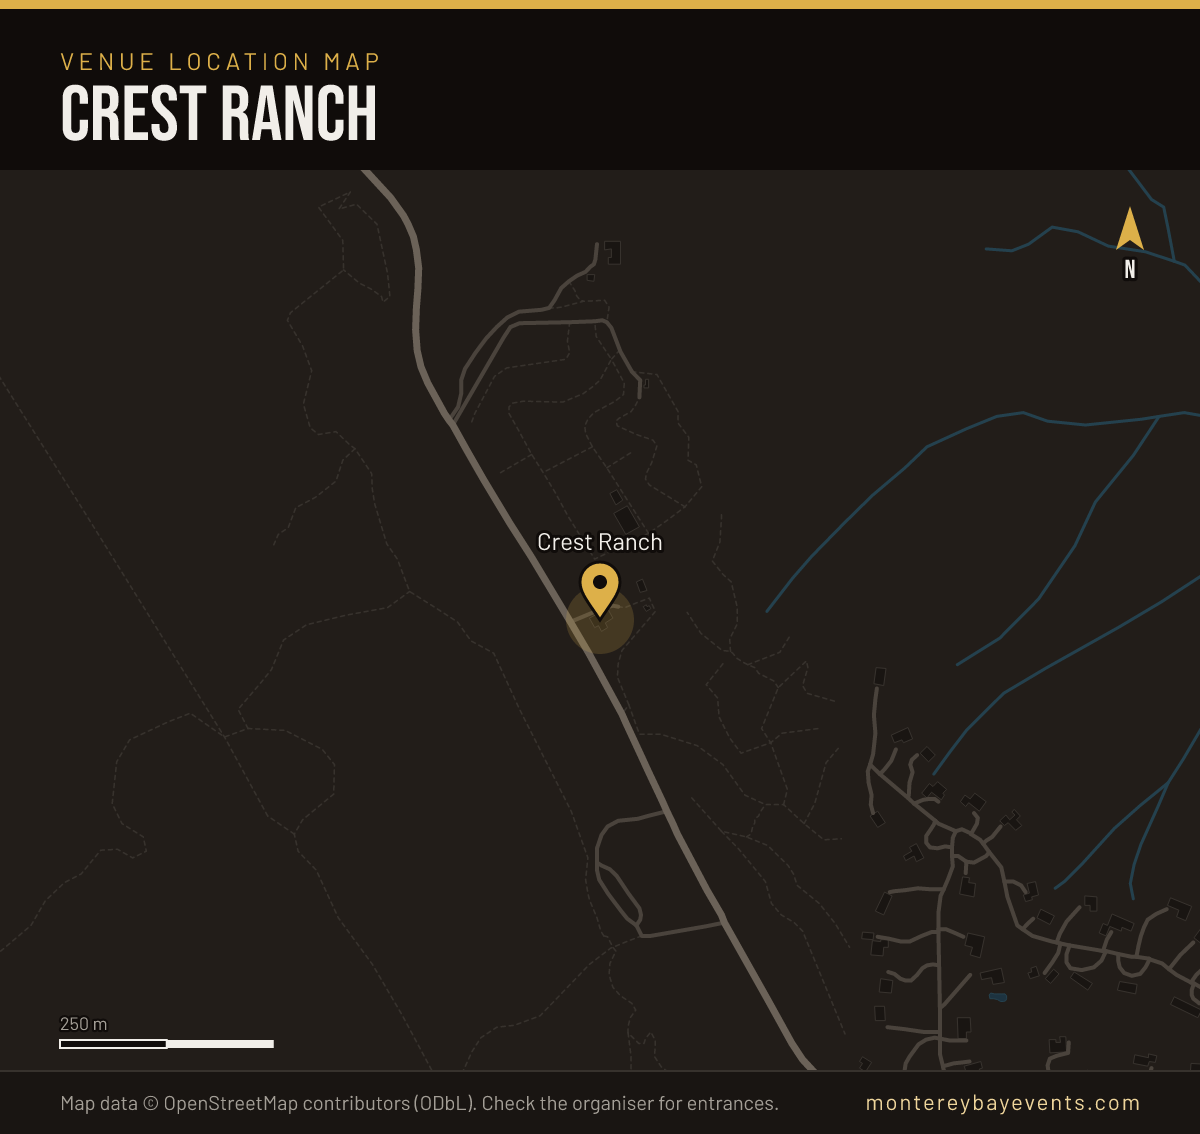 VENUE LOCATION MAP
CREST RANCH
N
Crest Ranch
250 m
Map data © OpenStreetMap contributors (ODbL). Check the organiser for entrances.
montereybayevents.com